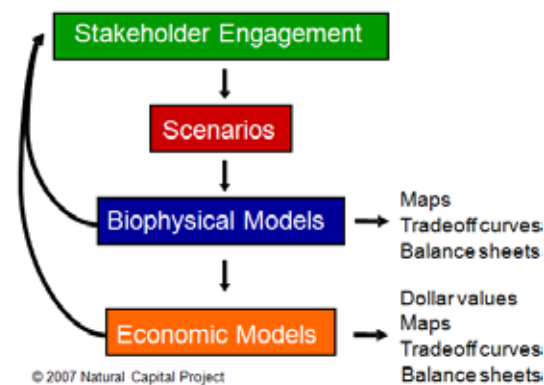 Stakeholder Engagement
Scenarios
Biophysical Models
Maps
Tradeoff curves
Balance sheets
Economic Models
Dollar values
Maps
Tradeoff curves
Balance sheets
© 2007 Natural Capital Project